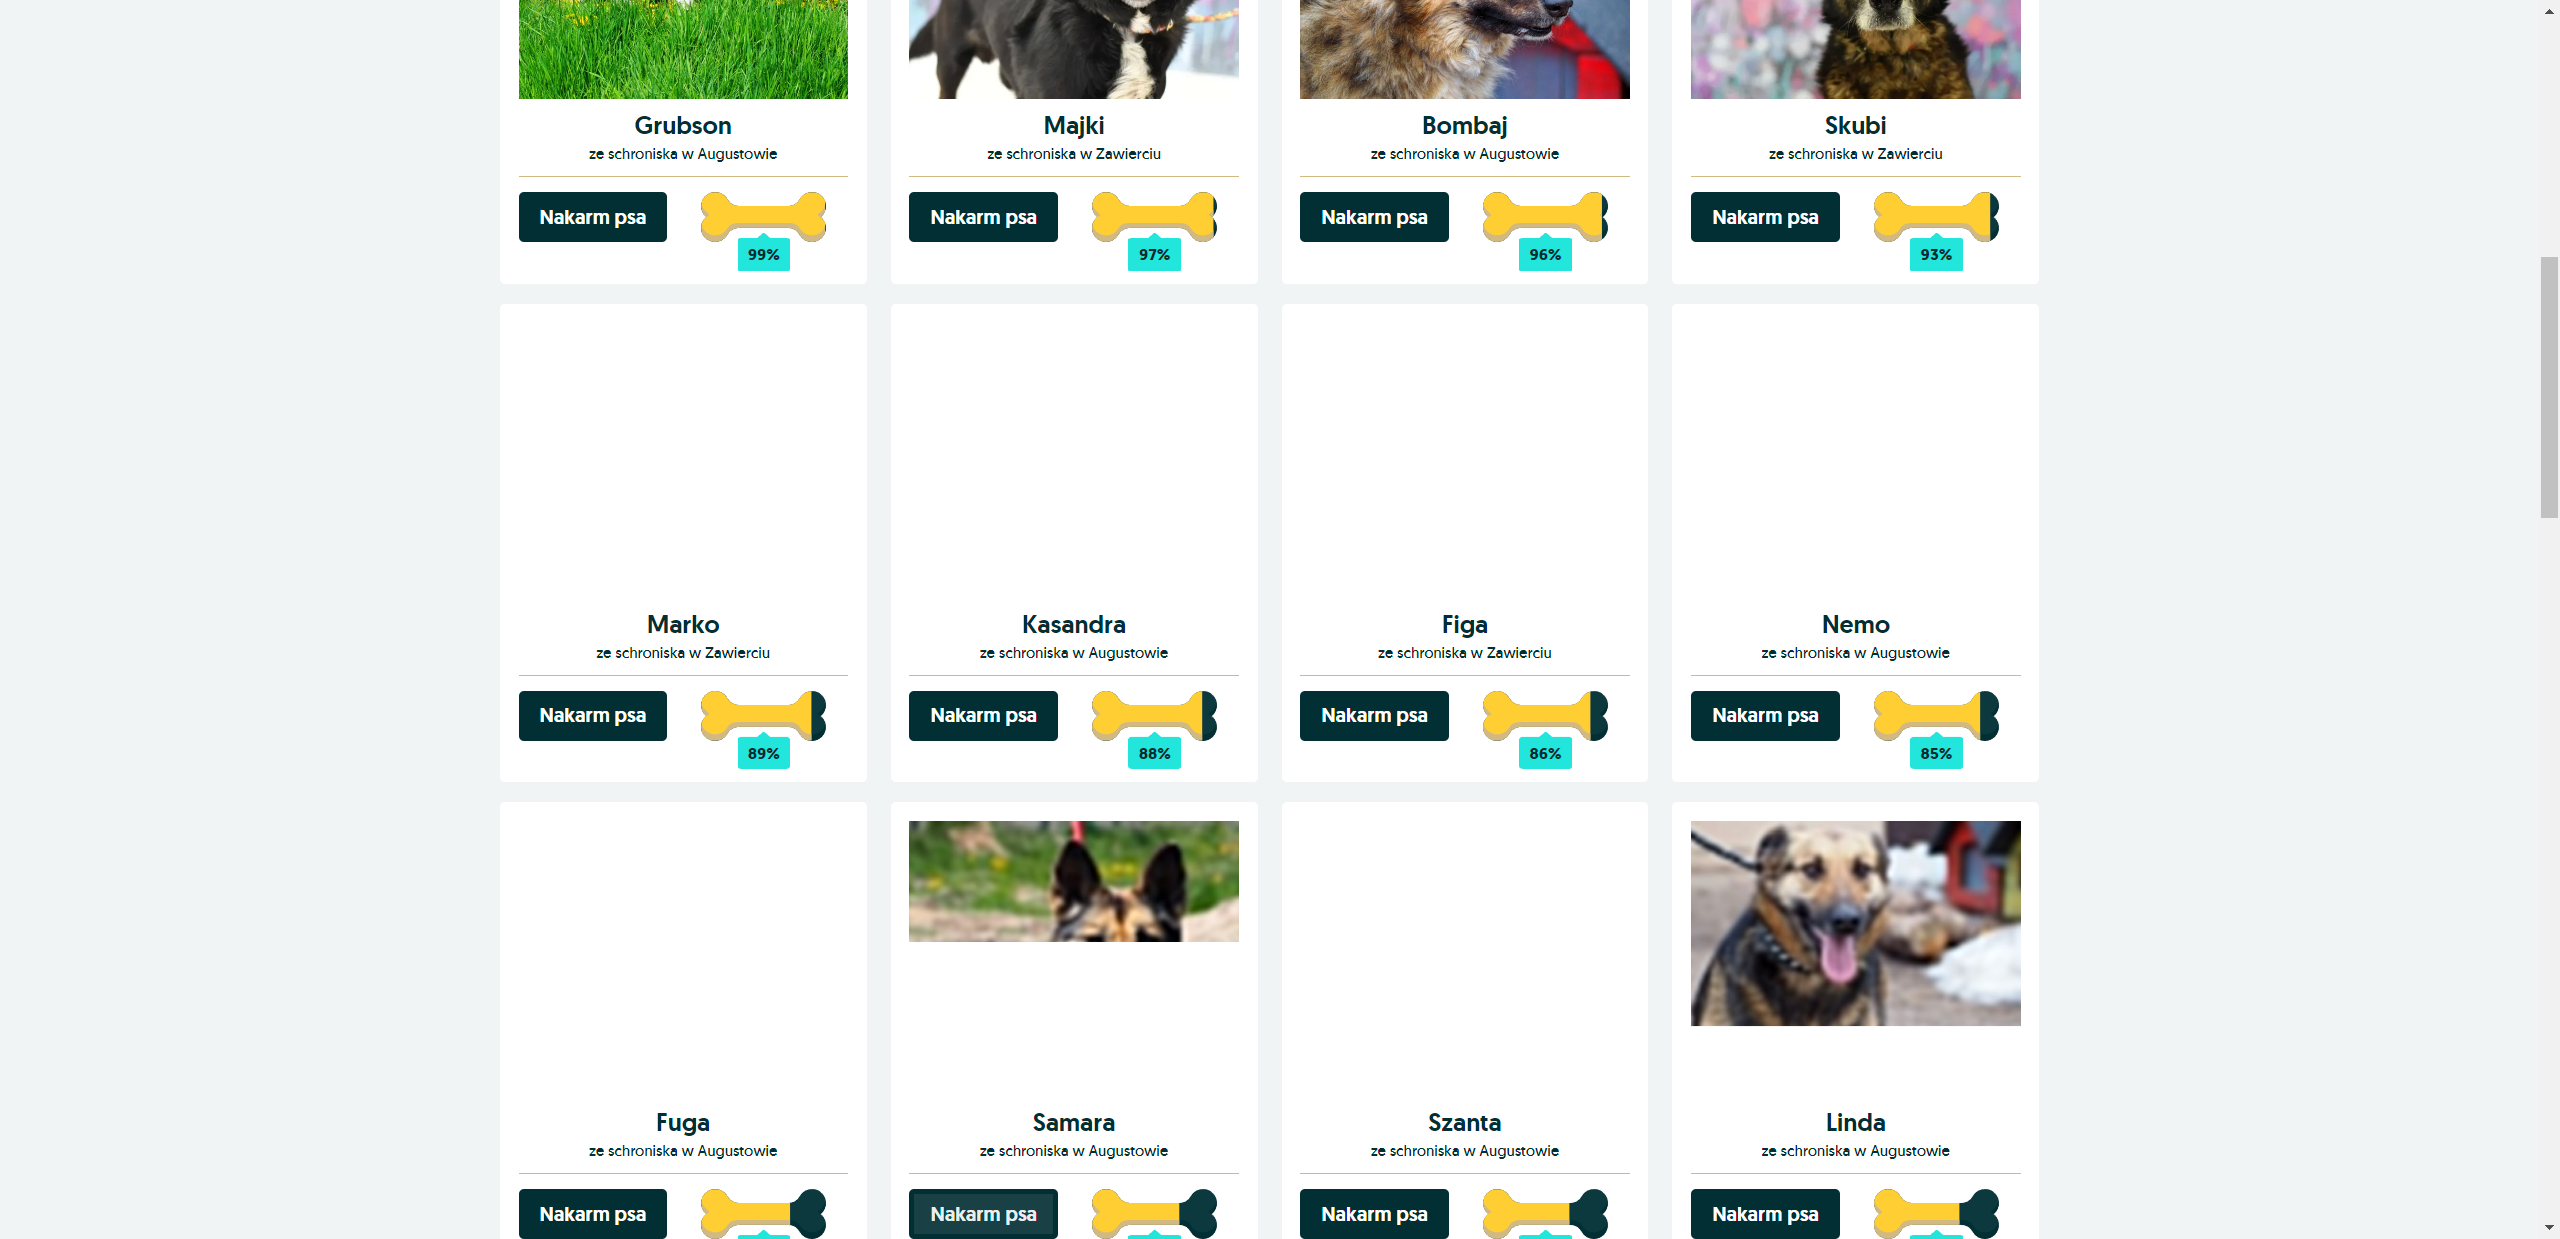 Grubson
ze schroniska w Augustowie
Nakarm psa
99%
Majki
ze schroniska w Zawierciu
Nakarm psa
97%
Bombaj
ze schroniska w Augustowie
Nakarm psa
96%
Skubi
ze schroniska w Zawierciu
Nakarm psa
93%
Marko
ze schroniska w Zawierciu
Nakarm psa
89%
Kasandra
ze schroniska w Augustowie
Nakarm psa
88%
Figa
ze schroniska w Zawierciu
Nakarm psa
86%
Nemo
ze schroniska w Augustowie
Nakarm psa
85%
Fuga
ze schroniska w Augustowie
Nakarm psa
Samara
ze schroniska w Augustowie
Nakarm psa
Szanta
ze schroniska w Augustowie
Nakarm psa
Linda
ze schroniska w Augustowie
Nakarm psa